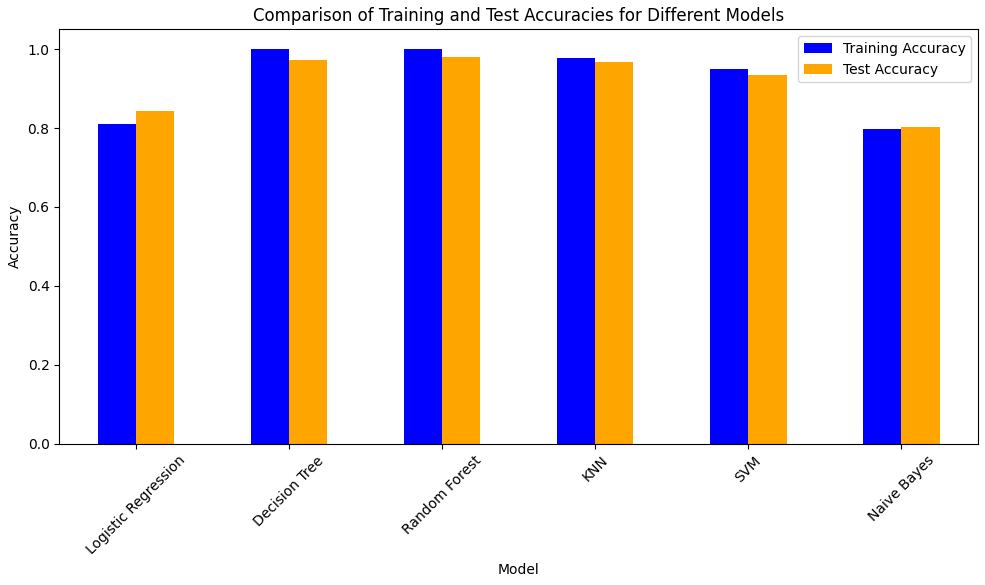 Comparison of Training and Test Accuracies for Different Models
Training Accuracy
Test Accuracy
Accuracy
1.0
0.8
0.6
0.4
0.2
0.0
Logistic Regression
Decision Tree
Random Forest
KNN
SVM
Naive Bayes
Model